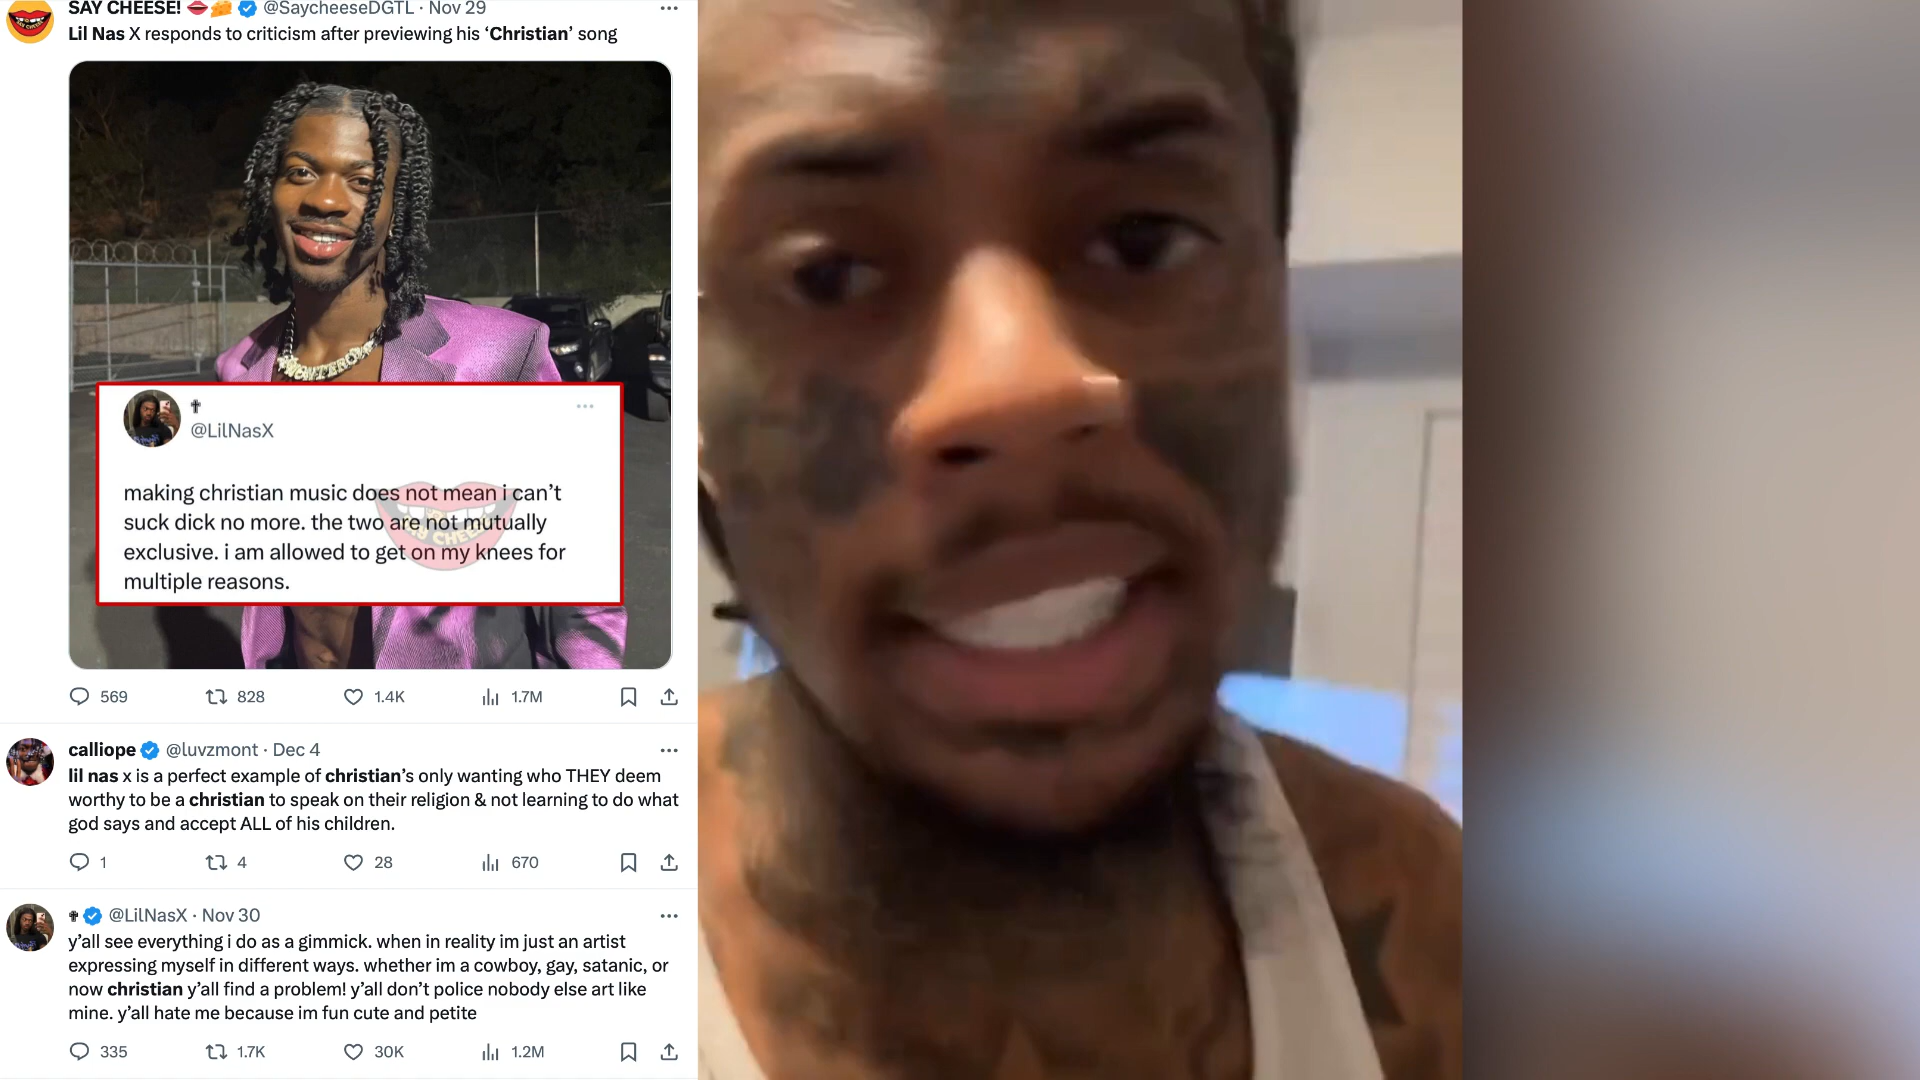 SAY CHEESE! 👄🧀 @SaycheeseDGTL · Nov 29
Lil Nas X responds to criticism after previewing his ‘Christian’ song
✟
@LilNasX
making christian music does not mean i can’t
suck dick no more. the two are not mutually
exclusive. i am allowed to get on my knees for
multiple reasons.
SAY CHEESE
569 828 1.4K 1.7M
calliope @luvzmont · Dec 4
lil nas x is a perfect example of christian’s only wanting who THEY deem
worthy to be a christian to speak on their religion & not learning to do what
god says and accept ALL of his children.
1 4 28 670
✟ @LilNasX · Nov 30
y’all see everything i do as a gimmick. when in reality im just an artist
expressing myself in different ways. whether im a cowboy, gay, satanic, or
now christian y’all find a problem! y’all don’t police nobody else art like
mine. y’all hate me because im fun cute and petite
335 1.7K 30K 1.2M